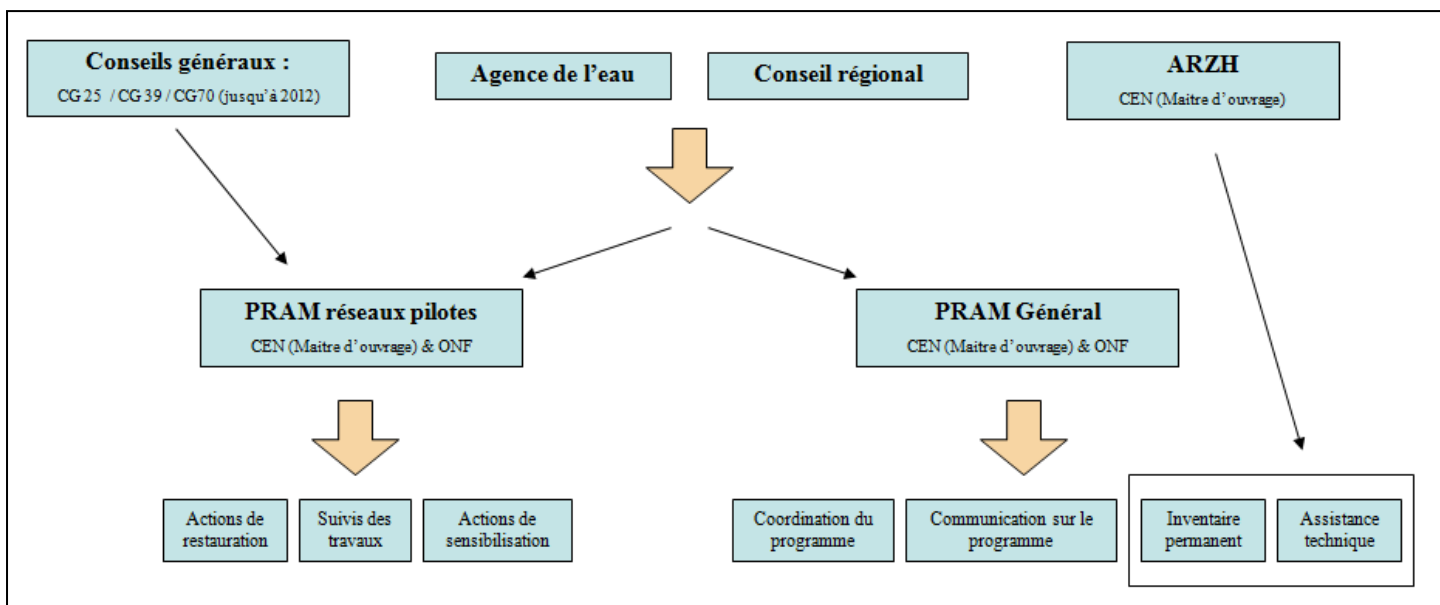 Conseils généraux :
CG 25 / CG 39 / CG70 (jusqu'à 2012)
Agence de l'eau
Conseil régional
ARZH
CEN (Maitre d'ouvrage)
PRAM réseaux pilotes
CEN (Maitre d'ouvrage) & ONF
PRAM Général
CEN (Maitre d'ouvrage) & ONF
Actions de
restauration
Suivis des
travaux
Actions de
sensibilisation
Coordination du
programme
Communication sur le
programme
Inventaire
permanent
Assistance
technique